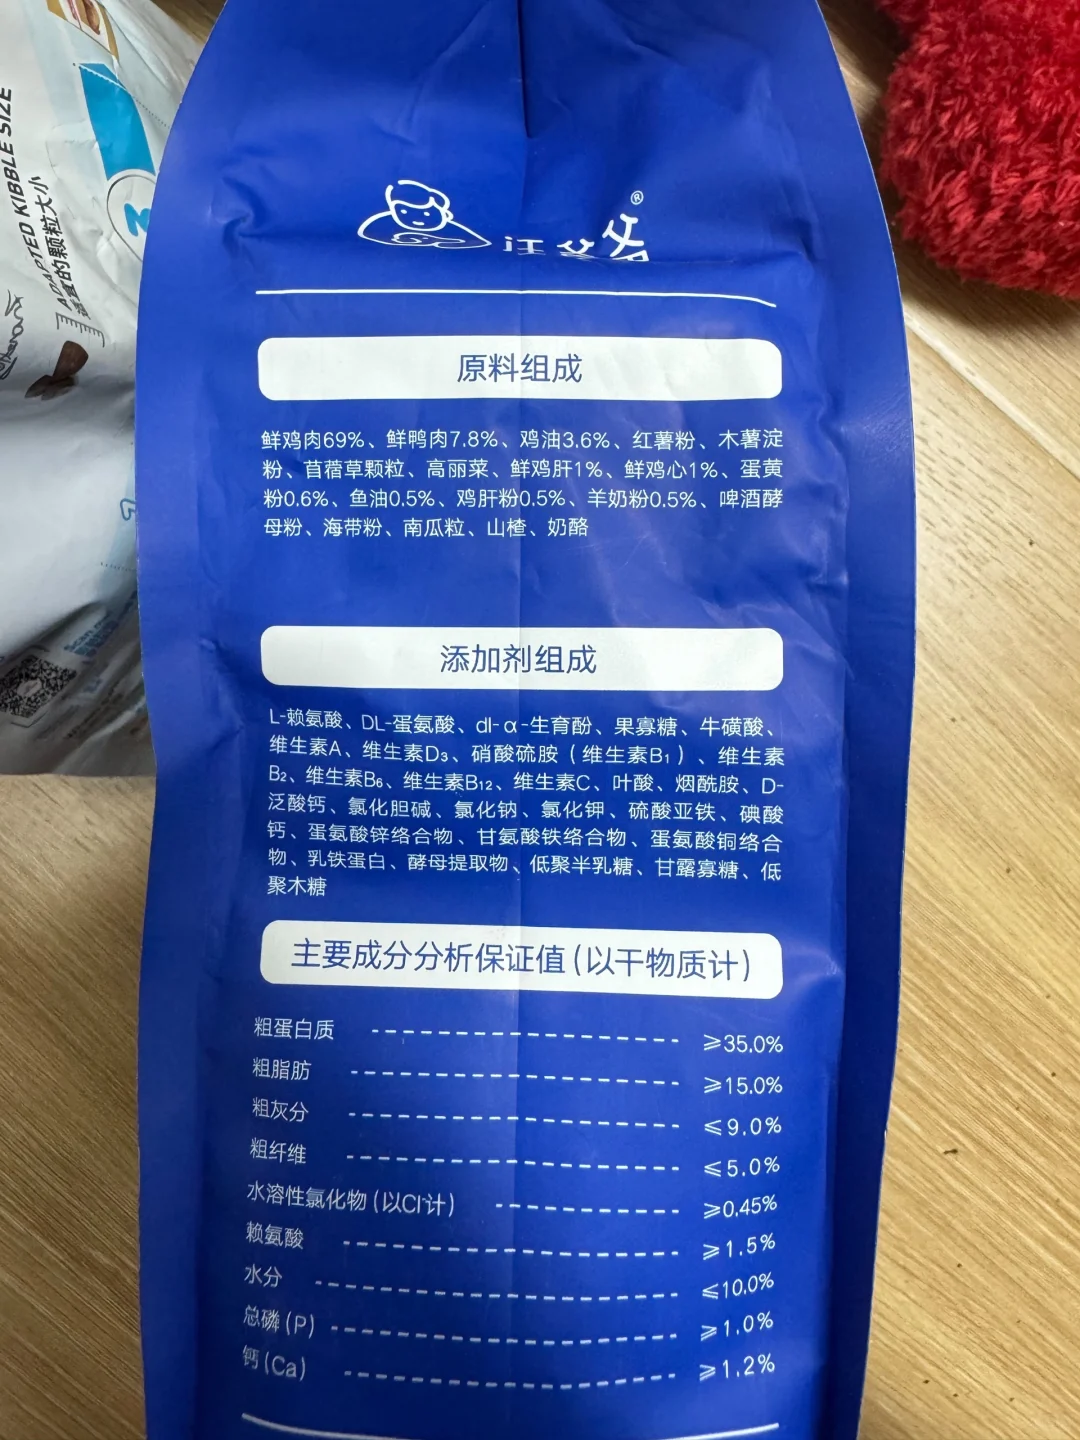 ADAPTED KIBBLE SIZE
适宜的颗粒大小
®
汪爷爷
原料组成
鲜鸡肉69%、鲜鸭肉7.8%、鸡油3.6%、红薯粉、木薯淀
粉、苜蓿草颗粒、高丽菜、鲜鸡肝1%、鲜鸡心1%、蛋黄
粉0.6%、鱼油0.5%、鸡肝粉0.5%、羊奶粉0.5%、啤酒酵
母粉、海带粉、南瓜粒、山楂、奶酪
添加剂组成
L-赖氨酸、DL-蛋氨酸、dl-α-生育酚、果寡糖、牛磺酸、
维生素A、维生素D₃、硝酸硫胺（维生素B₁）、维生素
B₂、维生素B₆、维生素B₁₂、维生素C、叶酸、烟酰胺、D-
泛酸钙、氯化胆碱、氯化钠、氯化钾、硫酸亚铁、碘酸
钙、蛋氨酸锌络合物、甘氨酸铁络合物、蛋氨酸铜络合
物、乳铁蛋白、酵母提取物、低聚半乳糖、甘露寡糖、低
聚木糖
主要成分分析保证值(以干物质计)
粗蛋白质 ≥35.0%
粗脂肪 ≥15.0%
粗灰分 ≤9.0%
粗纤维 ≤5.0%
水溶性氯化物(以Cl⁻计) ≥0.45%
赖氨酸 ≥1.5%
水分 ≤10.0%
总磷(P) ≥1.0%
钙(Ca) ≥1.2%